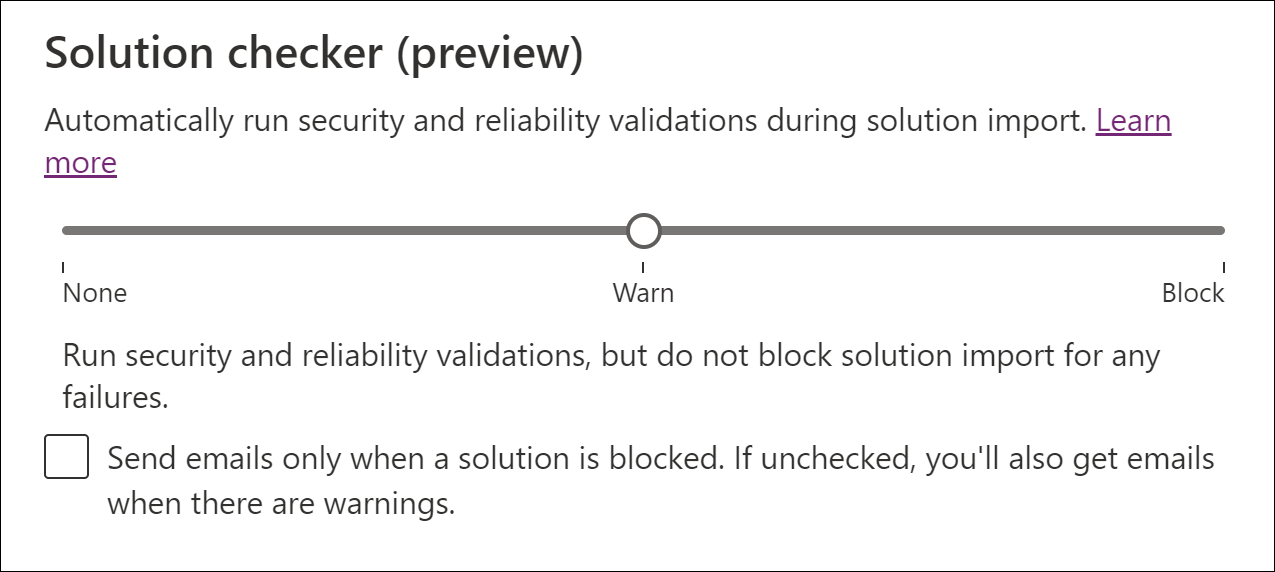 Solution checker (preview)
Automatically run security and reliability validations during solution import. Learn
more
None
Warn
Block
Run security and reliability validations, but do not block solution import for any
failures.
Send emails only when a solution is blocked. If unchecked, you'll also get emails
when there are warnings.